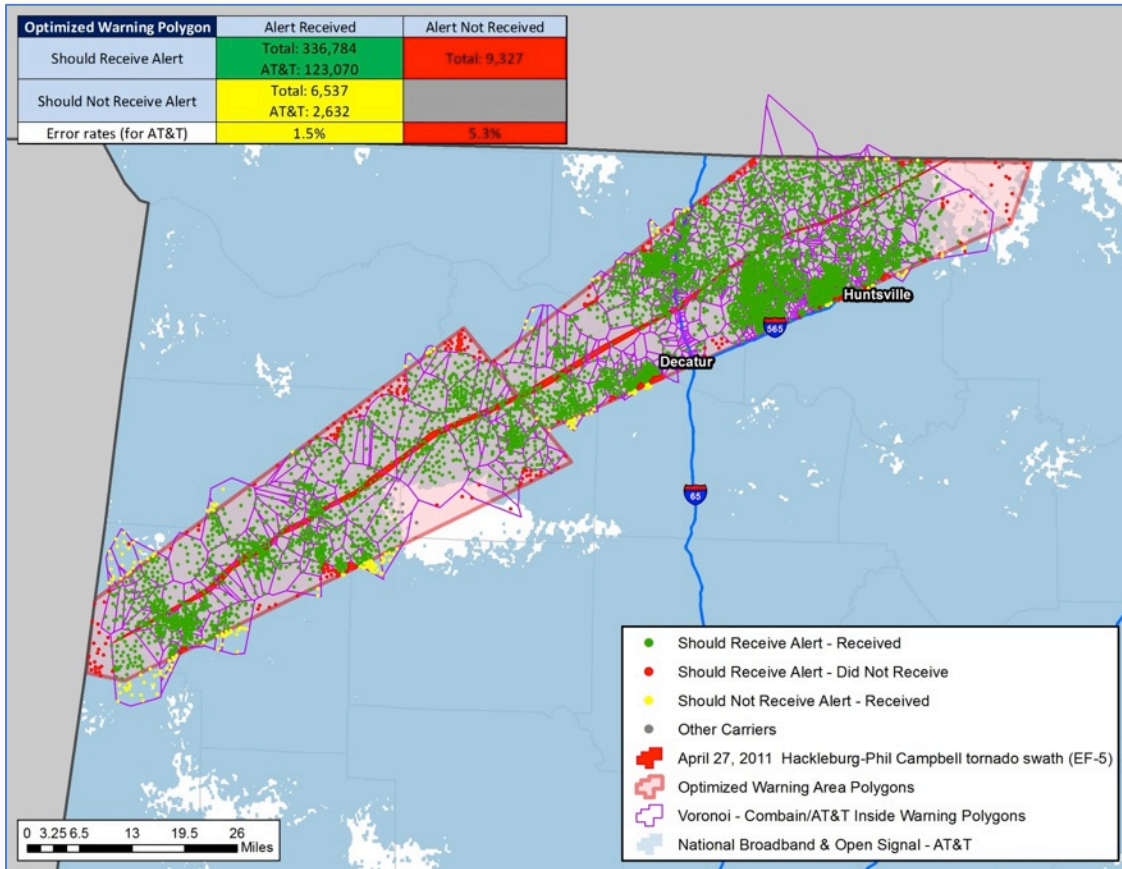 Optimized Warning Polygon Alert Received Alert Not Received
Should Receive Alert
Total: 336,784
AT&T: 123,070
Total: 9,327
Should Not Receive Alert
Total: 6,537
AT&T: 2,632
Error rates (for AT&T) 1.5% 5.3%
Huntsville
565
Decatur
65
Should Receive Alert - Received
Should Receive Alert - Did Not Receive
Should Not Receive Alert - Received
Other Carriers
April 27, 2011 Hackleburg-Phil Campbell tornado swath (EF-5)
Optimized Warning Area Polygons
Voronoi - Combain/AT&T Inside Warning Polygons
National Broadband & Open Signal - AT&T
0 3.25 6.5 13 19.5 26
Miles